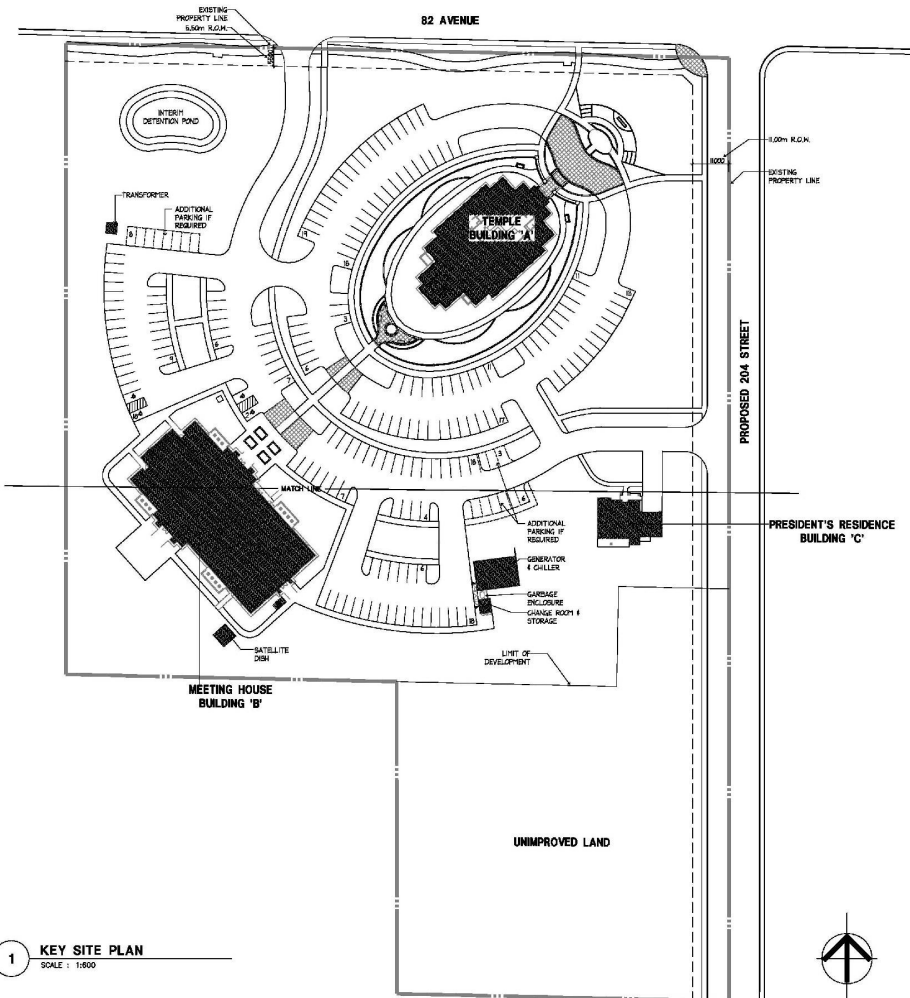 EXISTING
PROPERTY LINE
5.50m R.O.W.
82 AVENUE
INTERIM
DETENTION POND
11.00m R.O.W.
11000
EXISTING
PROPERTY LINE
TRANSFORMER
ADDITIONAL
PARKING IF
REQUIRED
TEMPLE
BUILDING 'A'
PROPOSED 204 STREET
MATCH LINE
ADDITIONAL
PARKING IF
REQUIRED
PRESIDENT'S RESIDENCE
BUILDING 'C'
GENERATOR
& CHILLER
GARBAGE
ENCLOSURE
CHANGE ROOM &
STORAGE
SATELLITE
DISH
LIMIT OF
DEVELOPMENT
MEETING HOUSE
BUILDING 'B'
UNIMPROVED LAND
1
KEY SITE PLAN
SCALE : 1:600